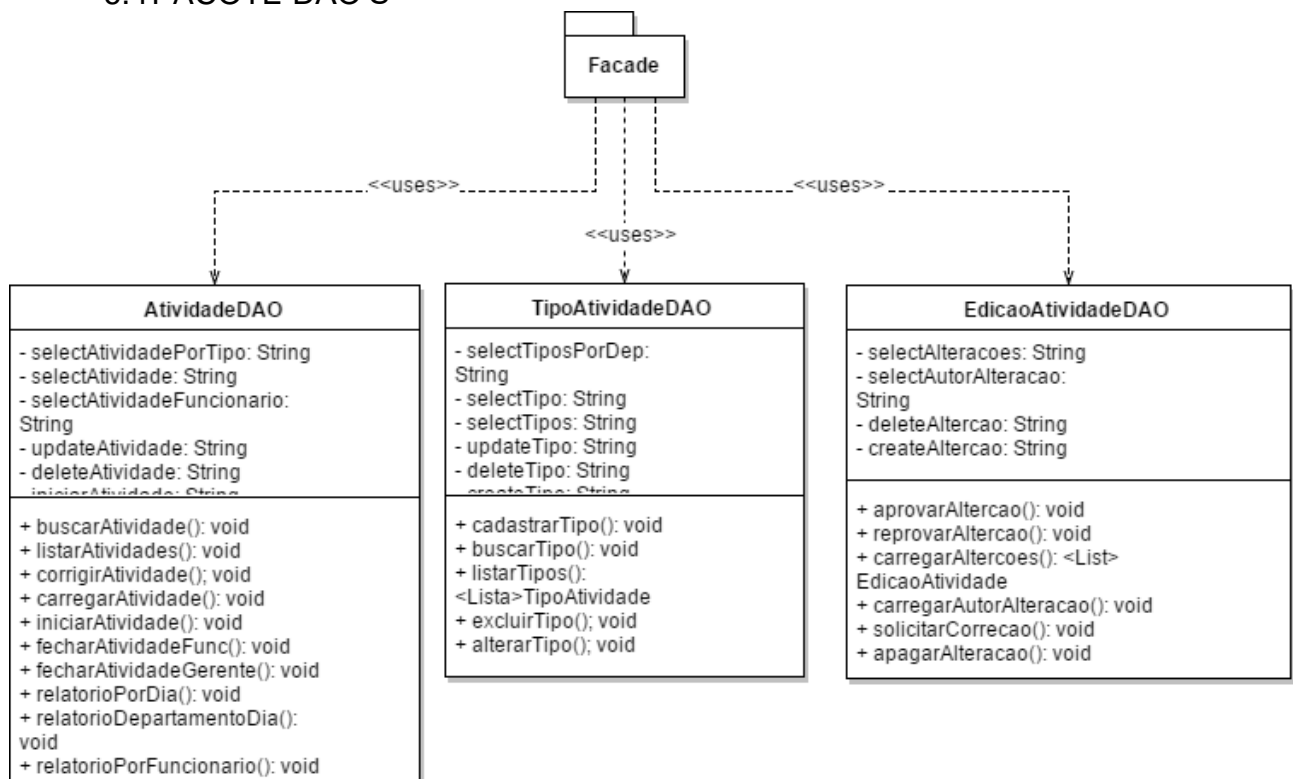 Facade
<<uses>>
<<uses>>
<<uses>>
AtividadeDAO
- selectAtividadePorTipo: String
- selectAtividade: String
- selectAtividadeFuncionario:
String
- updateAtividade: String
- deleteAtividade: String
- iniciarAtividade: String
+ buscarAtividade(): void
+ listarAtividades(): void
+ corrigirAtividade(); void
+ carregarAtividade(): void
+ iniciarAtividade(): void
+ fecharAtividadeFunc(): void
+ fecharAtividadeGerente(): void
+ relatorioPorDia(): void
+ relatorioDepartamentoDia():
void
+ relatorioPorFuncionario(): void
TipoAtividadeDAO
- selectTiposPorDep:
String
- selectTipo: String
- selectTipos: String
- updateTipo: String
- deleteTipo: String
- createTipo: String
+ cadastrarTipo(): void
+ buscarTipo(): void
+ listarTipos():
<Lista>TipoAtividade
+ excluirTipo(); void
+ alterarTipo(); void
EdicaoAtividadeDAO
- selectAlteracoes: String
- selectAutorAlteracao:
String
- deleteAltercao: String
- createAltercao: String
+ aprovarAltercao(): void
+ reprovarAltercao(): void
+ carregarAltercoes(): <List>
EdicaoAtividade
+ carregarAutorAlteracao(): void
+ solicitarCorrecao(): void
+ apagarAlteracao(): void